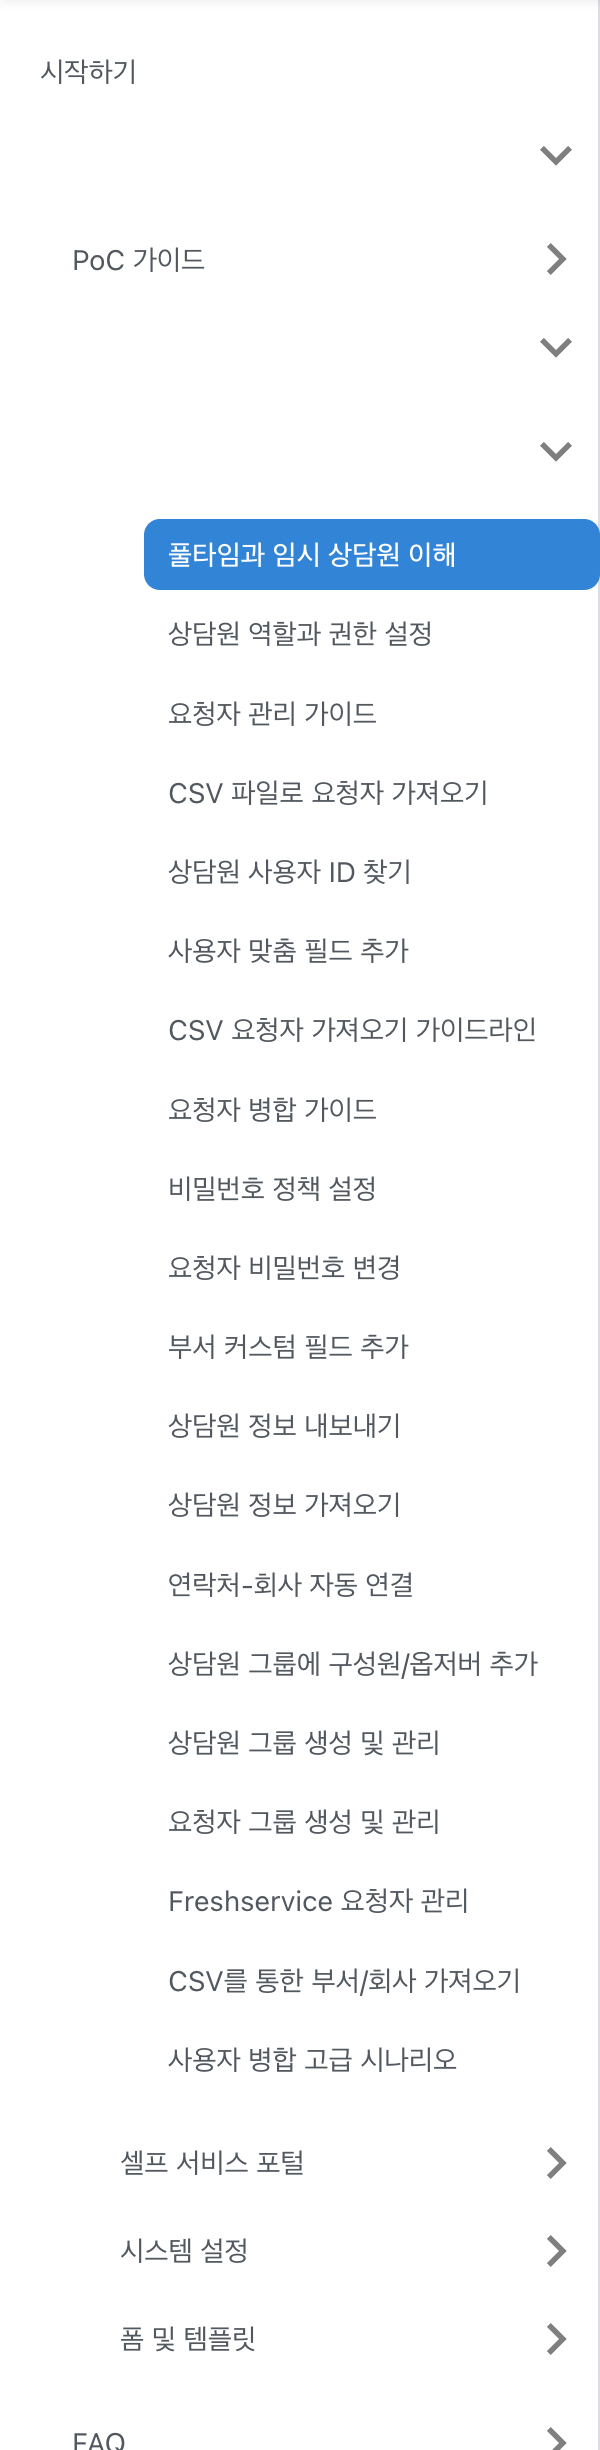 시작하기
PoC 가이드
풀타임과 임시 상담원 이해
상담원 역할과 권한 설정
요청자 관리 가이드
CSV 파일로 요청자 가져오기
상담원 사용자 ID 찾기
사용자 맞춤 필드 추가
CSV 요청자 가져오기 가이드라인
요청자 병합 가이드
비밀번호 정책 설정
요청자 비밀번호 변경
부서 커스텀 필드 추가
상담원 정보 내보내기
상담원 정보 가져오기
연락처-회사 자동 연결
상담원 그룹에 구성원/옵저버 추가
상담원 그룹 생성 및 관리
요청자 그룹 생성 및 관리
Freshservice 요청자 관리
CSV를 통한 부서/회사 가져오기
사용자 병합 고급 시나리오
셀프 서비스 포털
시스템 설정
폼 및 템플릿
FAQ